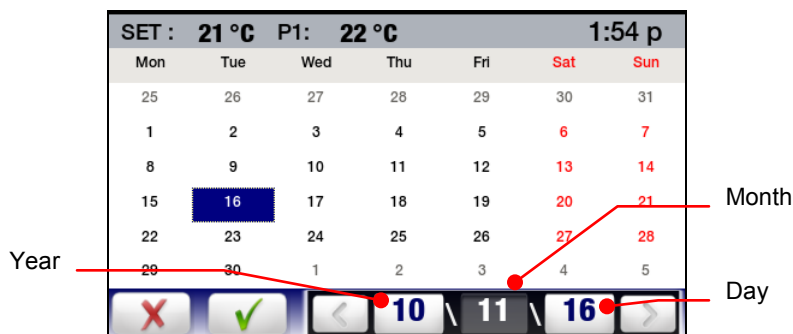 SET : 21 °C P1: 22 °C 1:54 p
Mon Tue Wed Thu Fri Sat Sun
25 26 27 28 29 30 31
1 2 3 4 5 6 7
8 9 10 11 12 13 14
15 16 17 18 19 20 21
Month
22 23 24 25 26 27 28
Year
29 30 1 2 3 4 5
Day
< 10 \ 11 \ 16 >